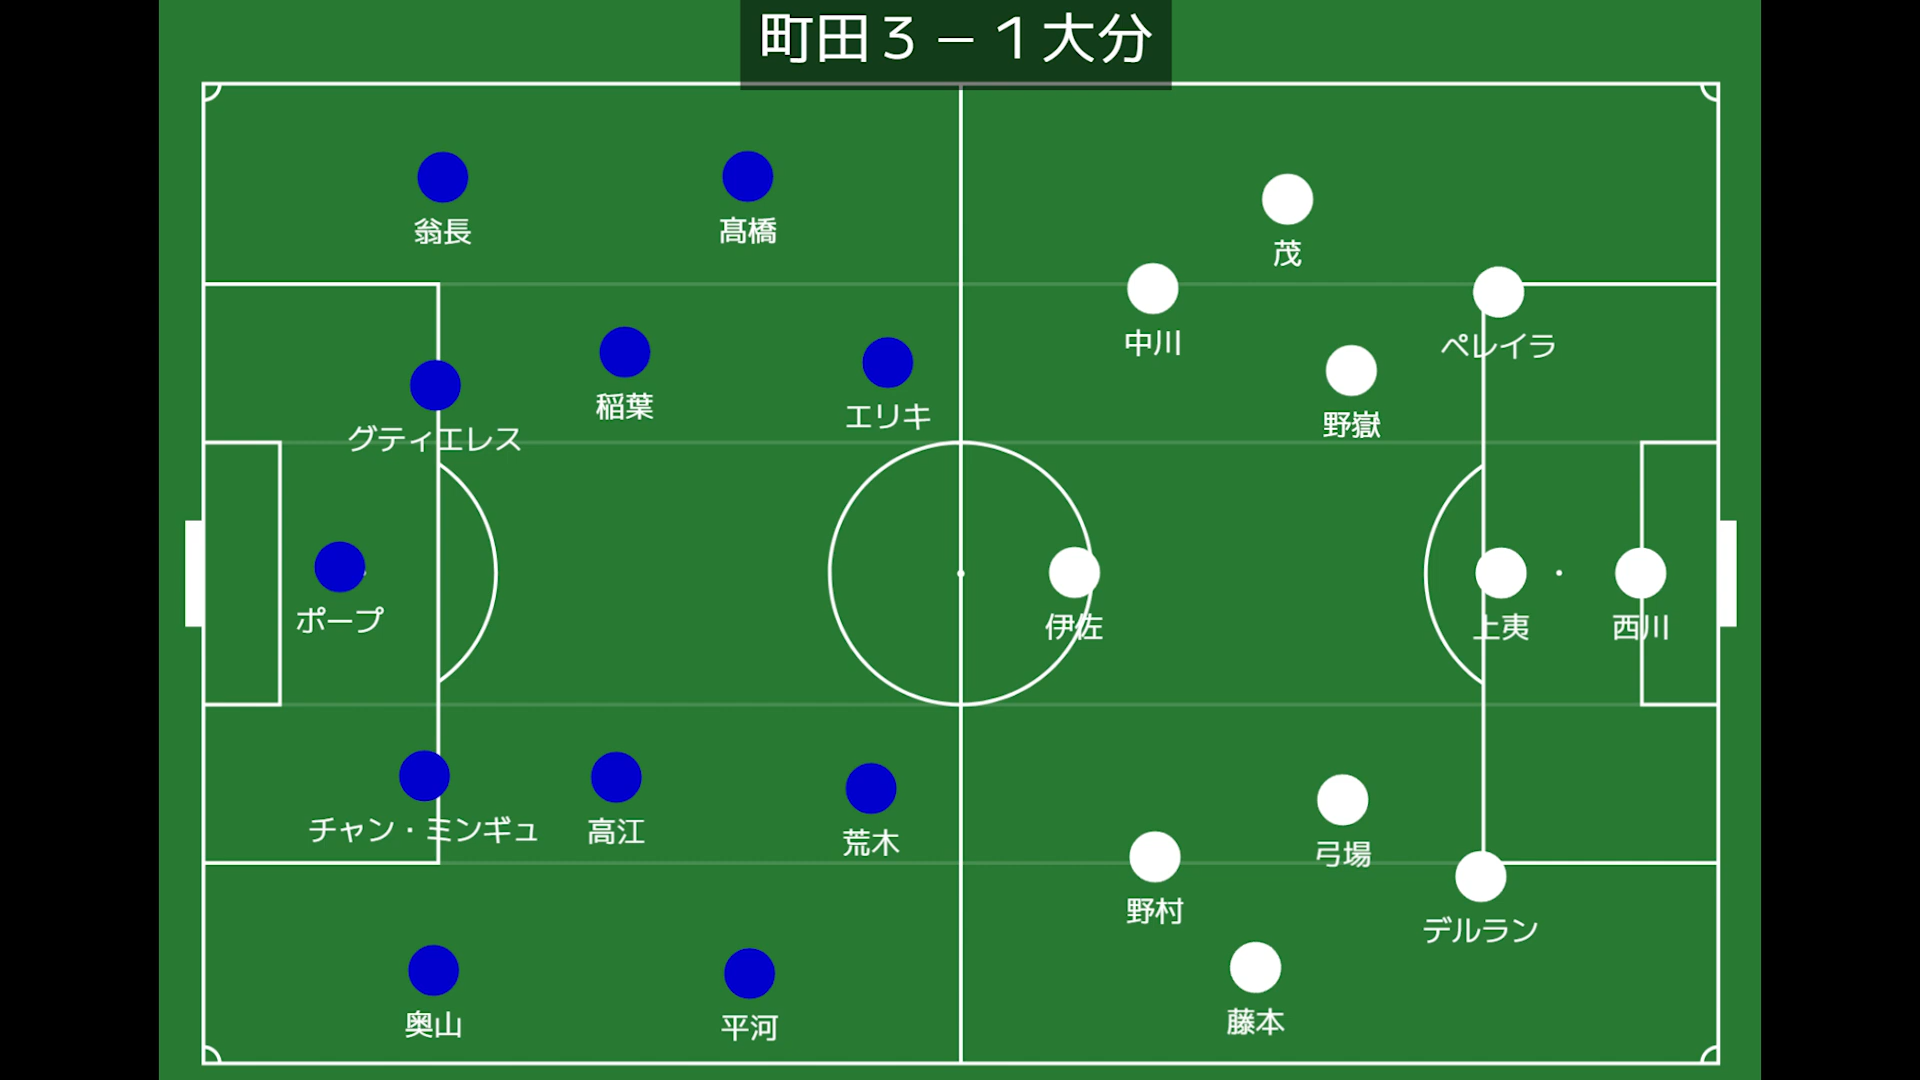 町田３－１大分
翁長
髙橋
茂
中川
ペレイラ
稲葉
エリキ
野嶽
グティエレス
ポープ
伊佐
上夷
西川
チャン・ミンギュ
高江
荒木
弓場
野村
デルラン
奥山
平河
藤本